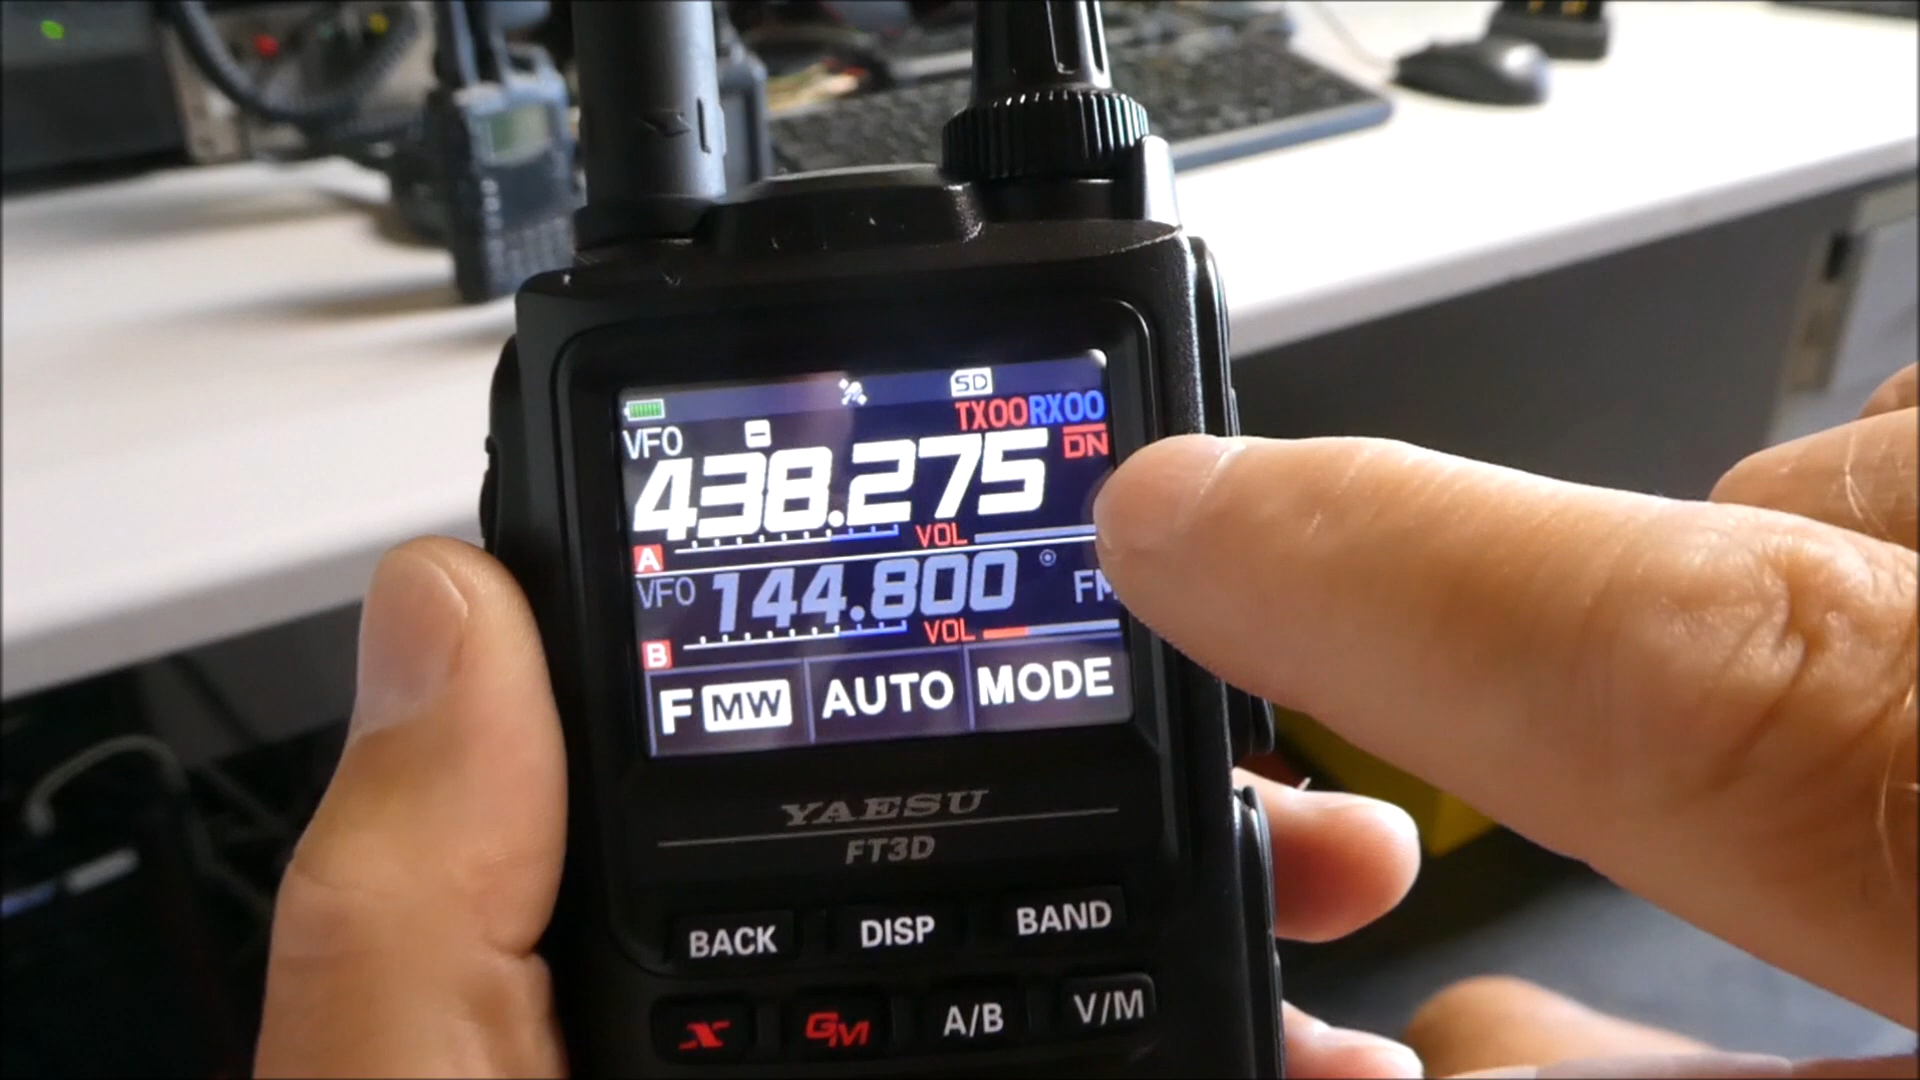 SD
TX00RX00
VFO
DN
438.275
VOL
A
VFO 144.800 FM
VOL
B
F MW AUTO MODE
YAESU
FT3D
BACK DISP BAND
X GM A/B V/M